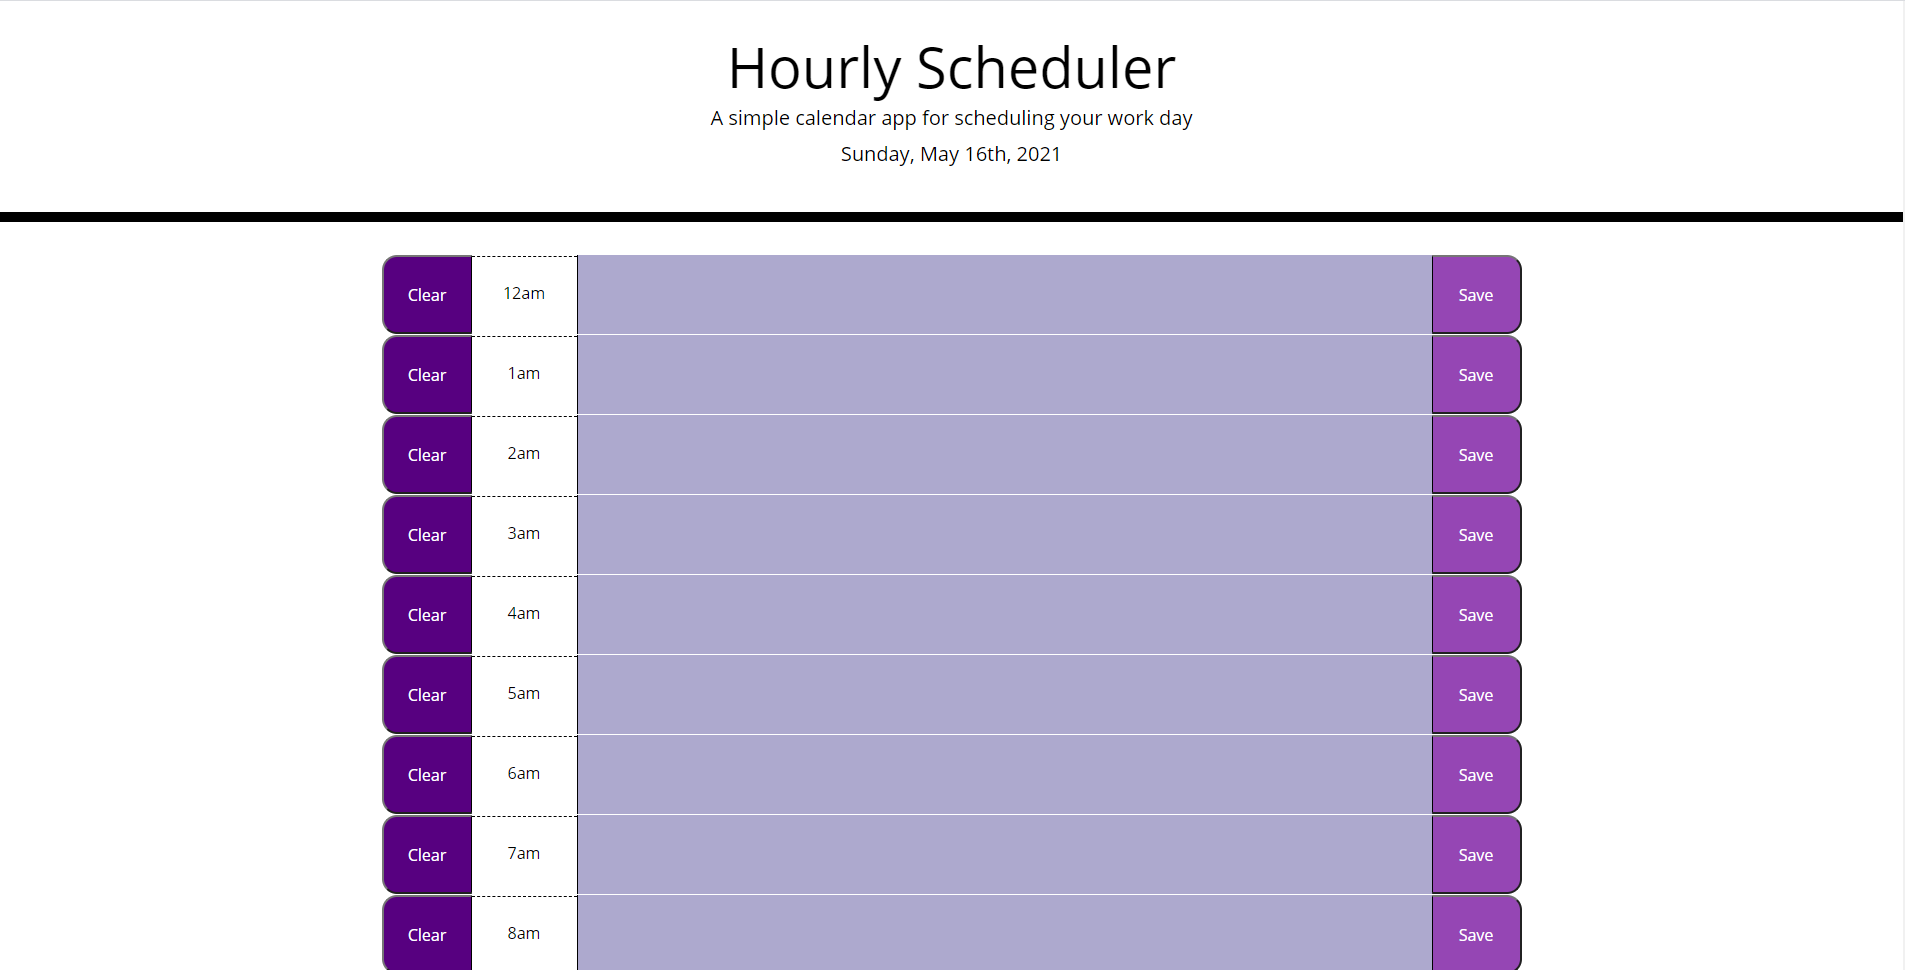 Hourly Scheduler
A simple calendar app for scheduling your work day
Sunday, May 16th, 2021
Clear 12am Save
Clear 1am Save
Clear 2am Save
Clear 3am Save
Clear 4am Save
Clear 5am Save
Clear 6am Save
Clear 7am Save
Clear 8am Save